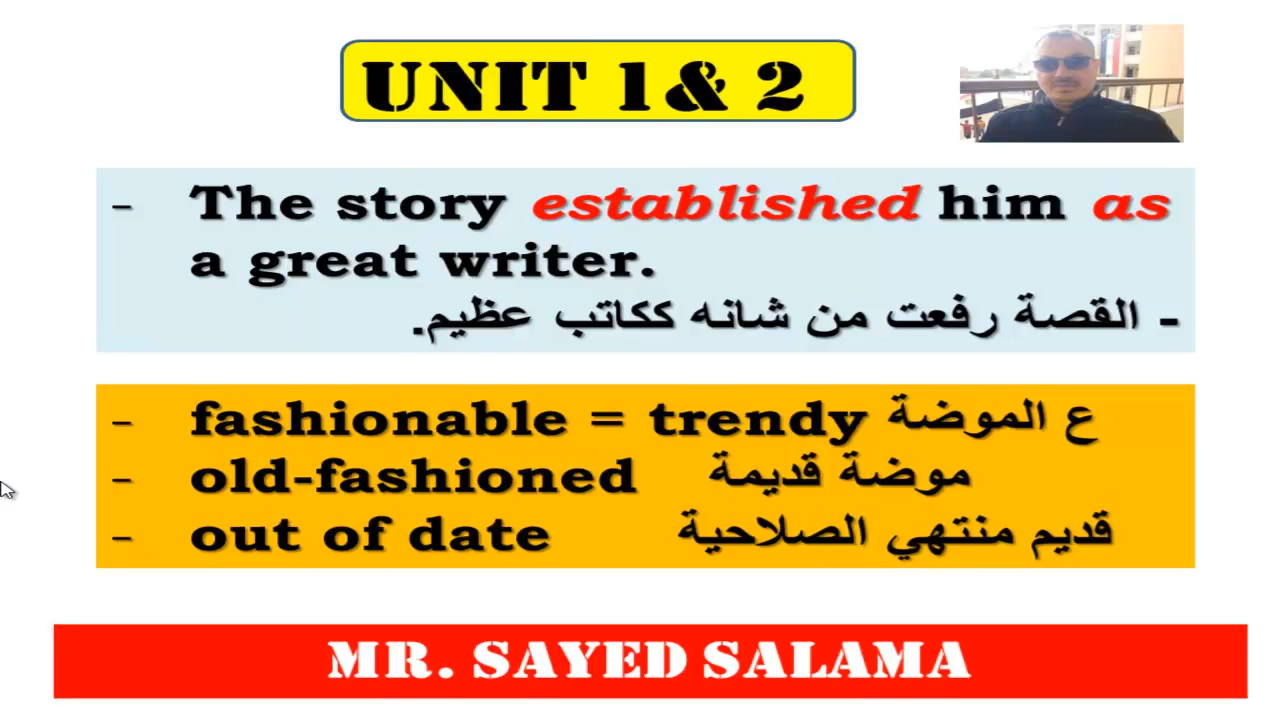 UNIT 1& 2
- The story established him as
a great writer.
- القصة رفعت من شانه ككاتب عظيم.
- fashionable = trendy ع الموضة
- old-fashioned موضة قديمة
- out of date قديم منتهي الصلاحية
MR. SAYED SALAMA